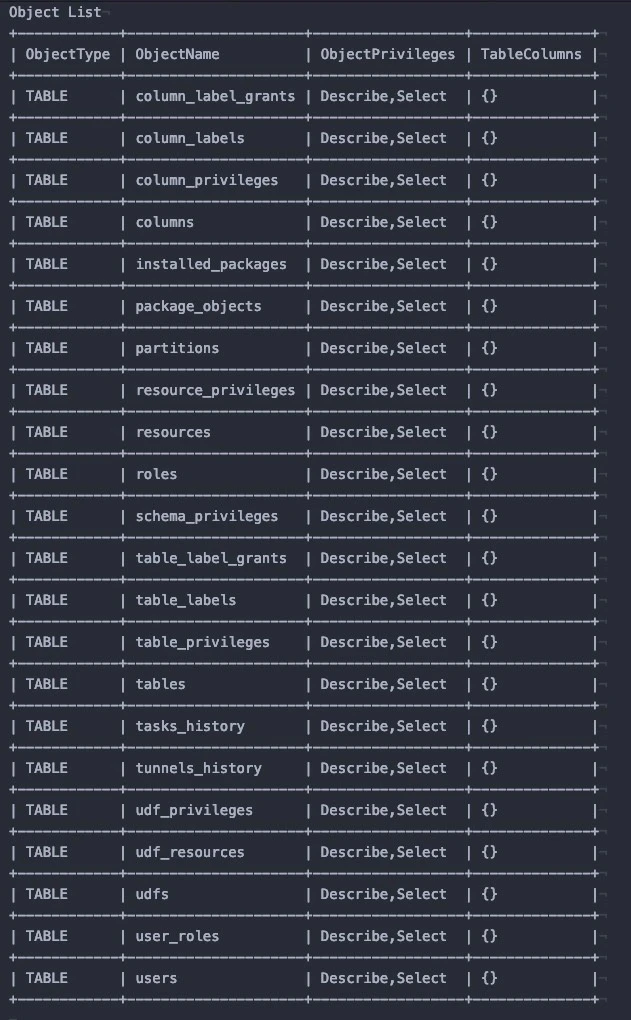 Object List
| ObjectType | ObjectName | ObjectPrivileges | TableColumns |
| TABLE | column_label_grants | Describe,Select | {} |
| TABLE | column_labels | Describe,Select | {} |
| TABLE | column_privileges | Describe,Select | {} |
| TABLE | columns | Describe,Select | {} |
| TABLE | installed_packages | Describe,Select | {} |
| TABLE | package_objects | Describe,Select | {} |
| TABLE | partitions | Describe,Select | {} |
| TABLE | resource_privileges | Describe,Select | {} |
| TABLE | resources | Describe,Select | {} |
| TABLE | roles | Describe,Select | {} |
| TABLE | schema_privileges | Describe,Select | {} |
| TABLE | table_label_grants | Describe,Select | {} |
| TABLE | table_labels | Describe,Select | {} |
| TABLE | table_privileges | Describe,Select | {} |
| TABLE | tables | Describe,Select | {} |
| TABLE | tasks_history | Describe,Select | {} |
| TABLE | tunnels_history | Describe,Select | {} |
| TABLE | udf_privileges | Describe,Select | {} |
| TABLE | udf_resources | Describe,Select | {} |
| TABLE | udfs | Describe,Select | {} |
| TABLE | user_roles | Describe,Select | {} |
| TABLE | users | Describe,Select | {} |